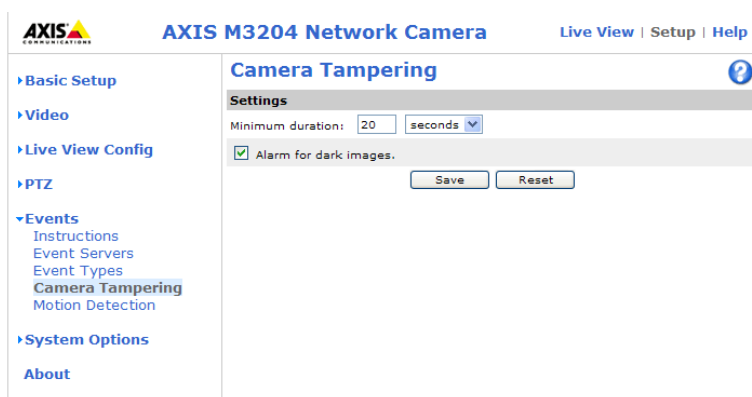 AXIS
COMMUNICATIONS
AXIS M3204 Network Camera
Live View | Setup | Help
Basic Setup
Video
Live View Config
PTZ
Events
Instructions
Event Servers
Event Types
Camera Tampering
Motion Detection
System Options
About
Camera Tampering
?
Settings
Minimum duration: 20 seconds
Alarm for dark images.
Save Reset